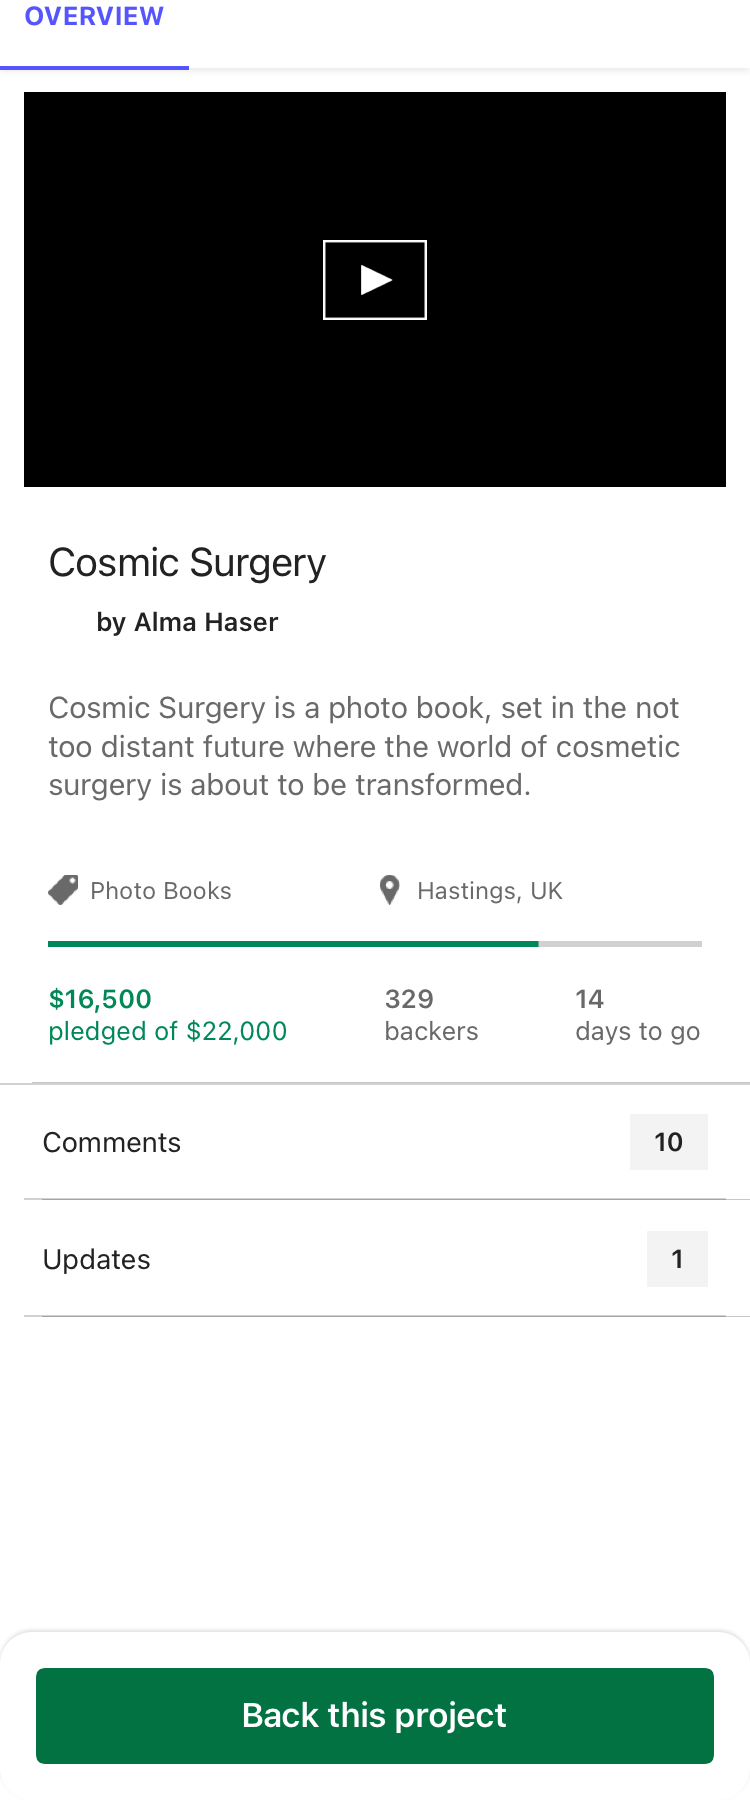 OVERVIEW
Cosmic Surgery
by Alma Haser
Cosmic Surgery is a photo book, set in the not
too distant future where the world of cosmetic
surgery is about to be transformed.
Photo Books
Hastings, UK
$16,500
pledged of $22,000
329
backers
14
days to go
Comments
10
Updates
1
Back this project